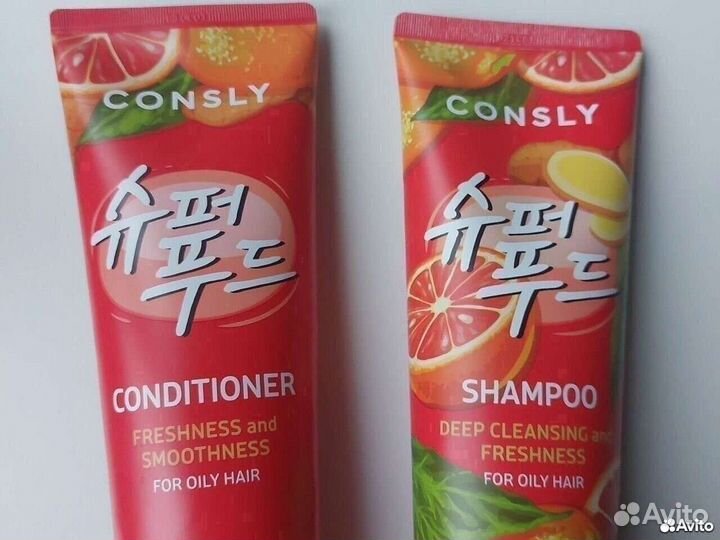 CONSLY
슈퍼
푸드
CONDITIONER
FRESHNESS and
SMOOTHNESS
FOR OILY HAIR
CONSLY
슈퍼
푸드
SHAMPOO
DEEP CLEANSING and
FRESHNESS
FOR OILY HAIR
Avito
Avito